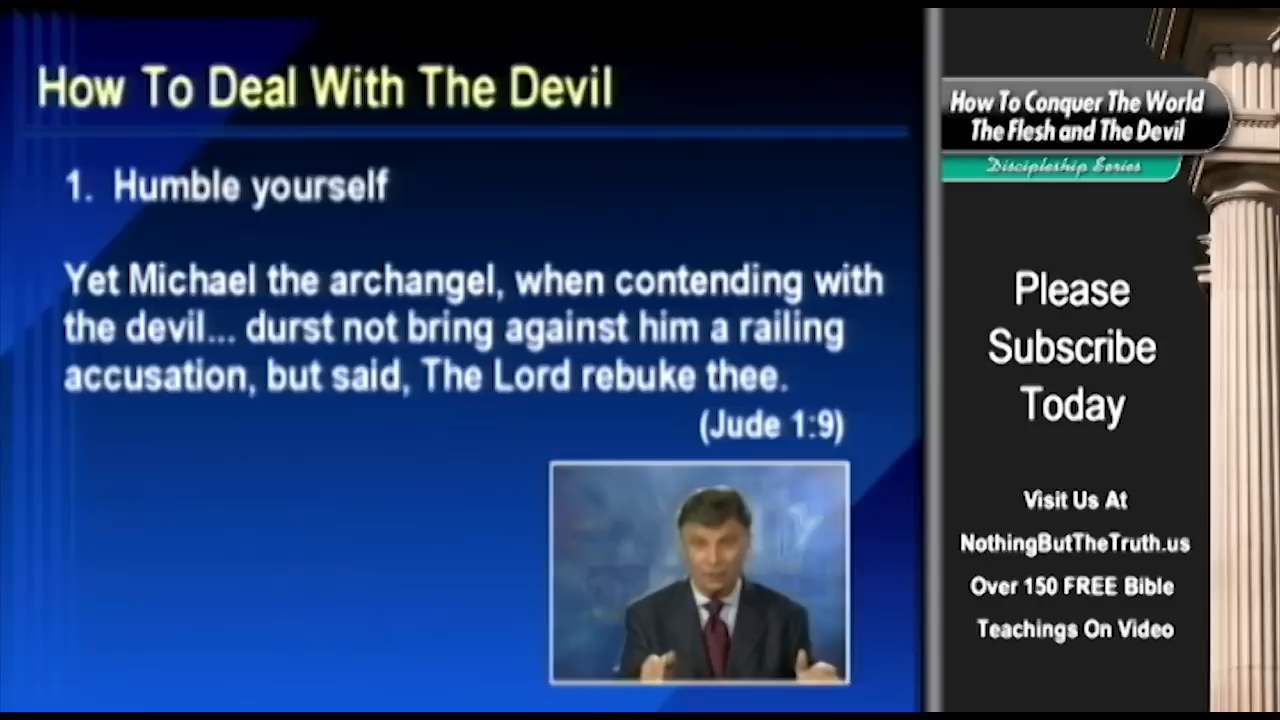 How To Deal With The Devil
1. Humble yourself
Yet Michael the archangel, when contending with
the devil... durst not bring against him a railing
accusation, but said, The Lord rebuke thee.
(Jude 1:9)
How To Conquer The World
The Flesh and The Devil
Discipleship Series
Please
Subscribe
Today
Visit Us At
NothingButTheTruth.us
Over 150 FREE Bible
Teachings On Video